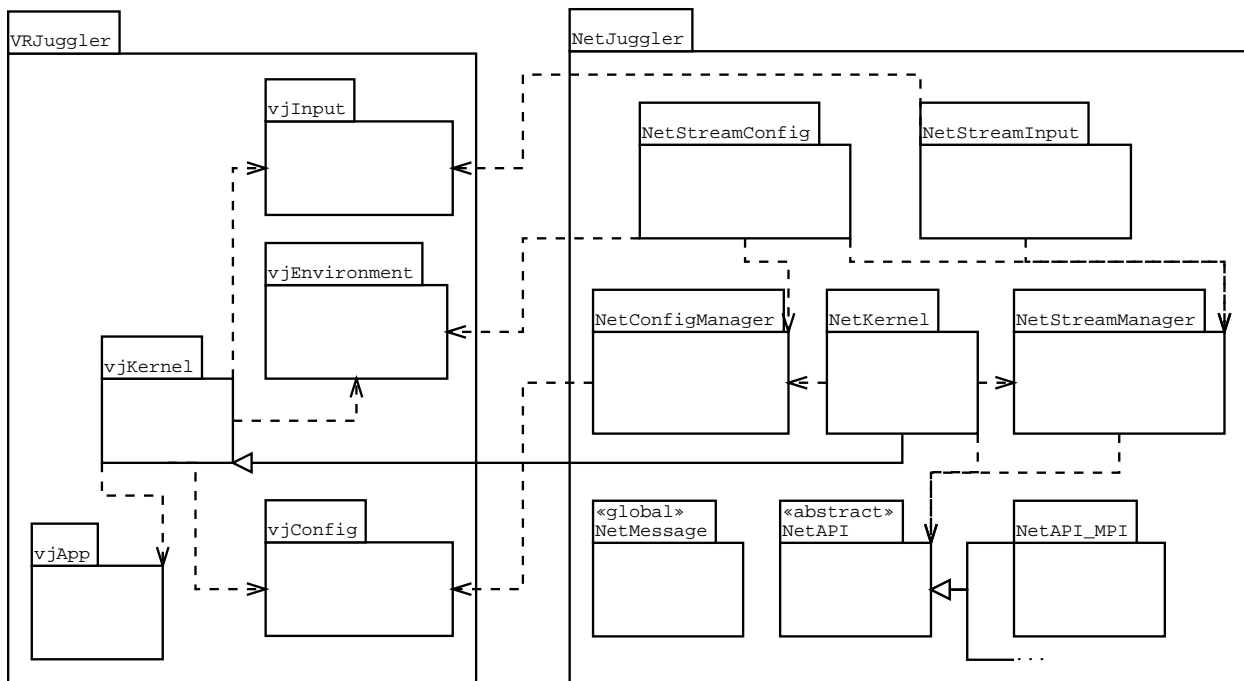 VRJuggler
NetJuggler
vjInput
NetStreamConfig
NetStreamInput
vjEnvironment
NetConfigManager
NetKernel
NetStreamManager
vjKernel
vjApp
vjConfig
«global»
NetMessage
«abstract»
NetAPI
NetAPI_MPI
...